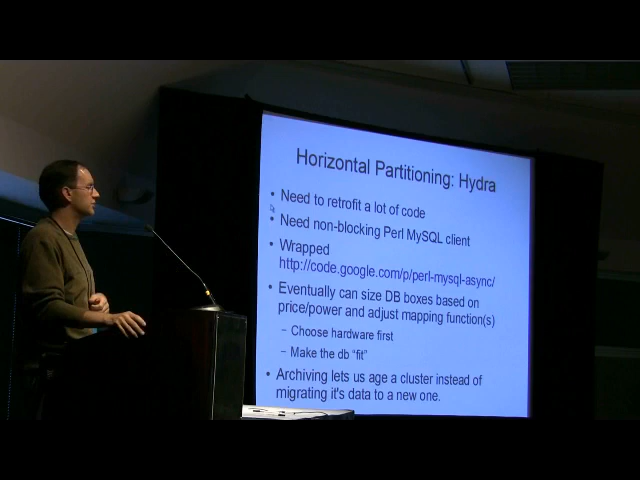 Horizontal Partitioning: Hydra
• Need to retrofit a lot of code
• Need non-blocking Perl MySQL client
• Wrapped
http://code.google.com/p/perl-mysql-async/
• Eventually can size DB boxes based on
price/power and adjust mapping function(s)
– Choose hardware first
– Make the db “fit”
• Archiving lets us age a cluster instead of
migrating it's data to a new one.